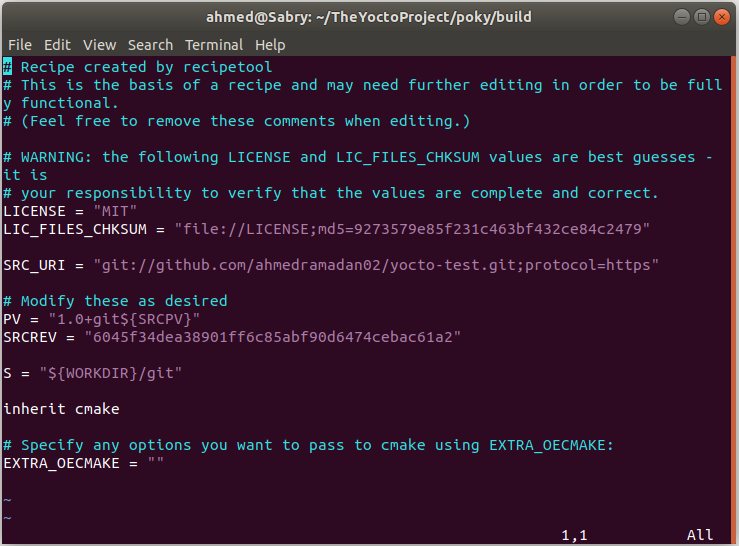 ahmed@Sabry: ~/TheYoctoProject/poky/build
File Edit View Search Terminal Help
# Recipe created by recipetool
# This is the basis of a recipe and may need further editing in order to be full
y functional.
# (Feel free to remove these comments when editing.)
# WARNING: the following LICENSE and LIC_FILES_CHKSUM values are best guesses -
it is
# your responsibility to verify that the values are complete and correct.
LICENSE = "MIT"
LIC_FILES_CHKSUM = "file://LICENSE;md5=9273579e85f231c463bf432ce84c2479"
SRC_URI = "git://github.com/ahmedramadan02/yocto-test.git;protocol=https"
# Modify these as desired
PV = "1.0+git${SRCPV}"
SRCREV = "6045f34dea38901ff6c85abf90d6474cebac61a2"
S = "${WORKDIR}/git"
inherit cmake
# Specify any options you want to pass to cmake using EXTRA_OECMAKE:
EXTRA_OECMAKE = ""
~
~
1,1 All